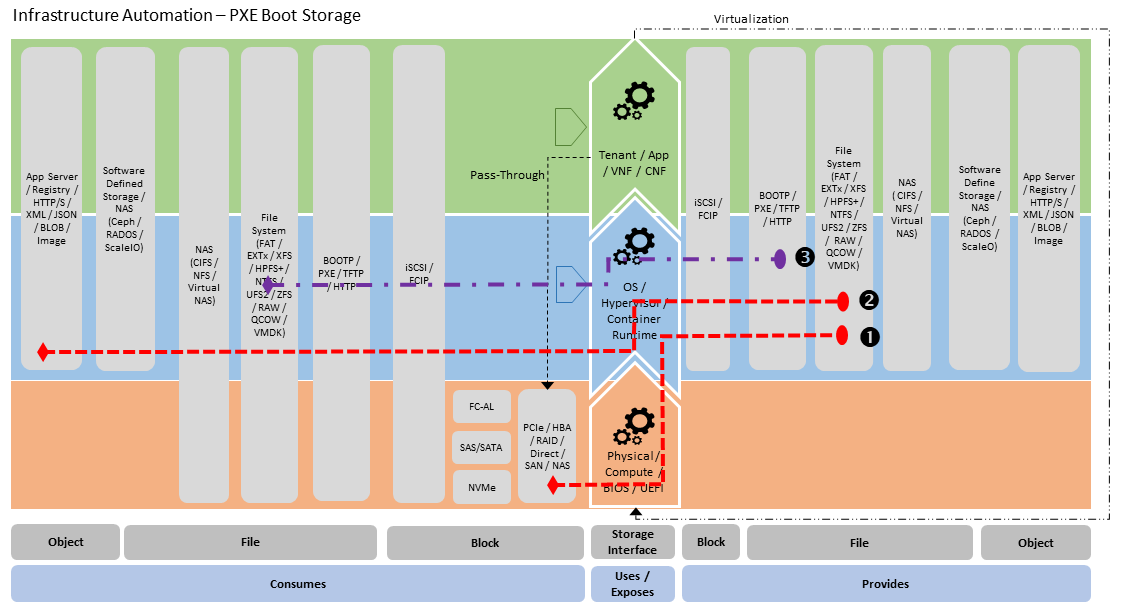 Infrastructure Automation – PXE Boot Storage
Virtualization
App Server
/ Registry /
HTTP/S /
XML / JSON
/ BLOB /
Image
Software
Defined
Storage /
NAS
(Ceph /
RADOS /
ScaleIO)
NAS
(CIFS /
NFS /
Virtual
NAS)
File
System
(FAT /
EXTx / XFS
/ HPFS+ /
NTFS /
UFS2 / ZFS
/ RAW /
QCOW /
VMDK)
BOOTP /
PXE / TFTP
/ HTTP
iSCSI /
FCIP
Pass-Through
Tenant / App
/ VNF / CNF
OS /
Hypervisor /
Container
Runtime
Physical /
Compute /
BIOS / UEFI
FC-AL
SAS/SATA
NVMe
PCIe / HBA
/ RAID /
Direct /
SAN / NAS
iSCSI /
FCIP
BOOTP /
PXE / TFTP
/ HTTP
File
System
(FAT /
EXTx / XFS
/ HPFS+ /
NTFS /
UFS2 / ZFS
/ RAW /
QCOW /
VMDK)
NAS
( CIFS /
NFS /
Virtual
NAS)
Software
Define
Storage /
NAS
(Ceph /
RADOS /
ScaleO)
App Server
/ Registry /
HTTP/S /
XML / JSON
/ BLOB /
Image
3
2
1
Object
File
Block
Storage
Interface
Block
File
Object
Consumes
Uses /
Exposes
Provides